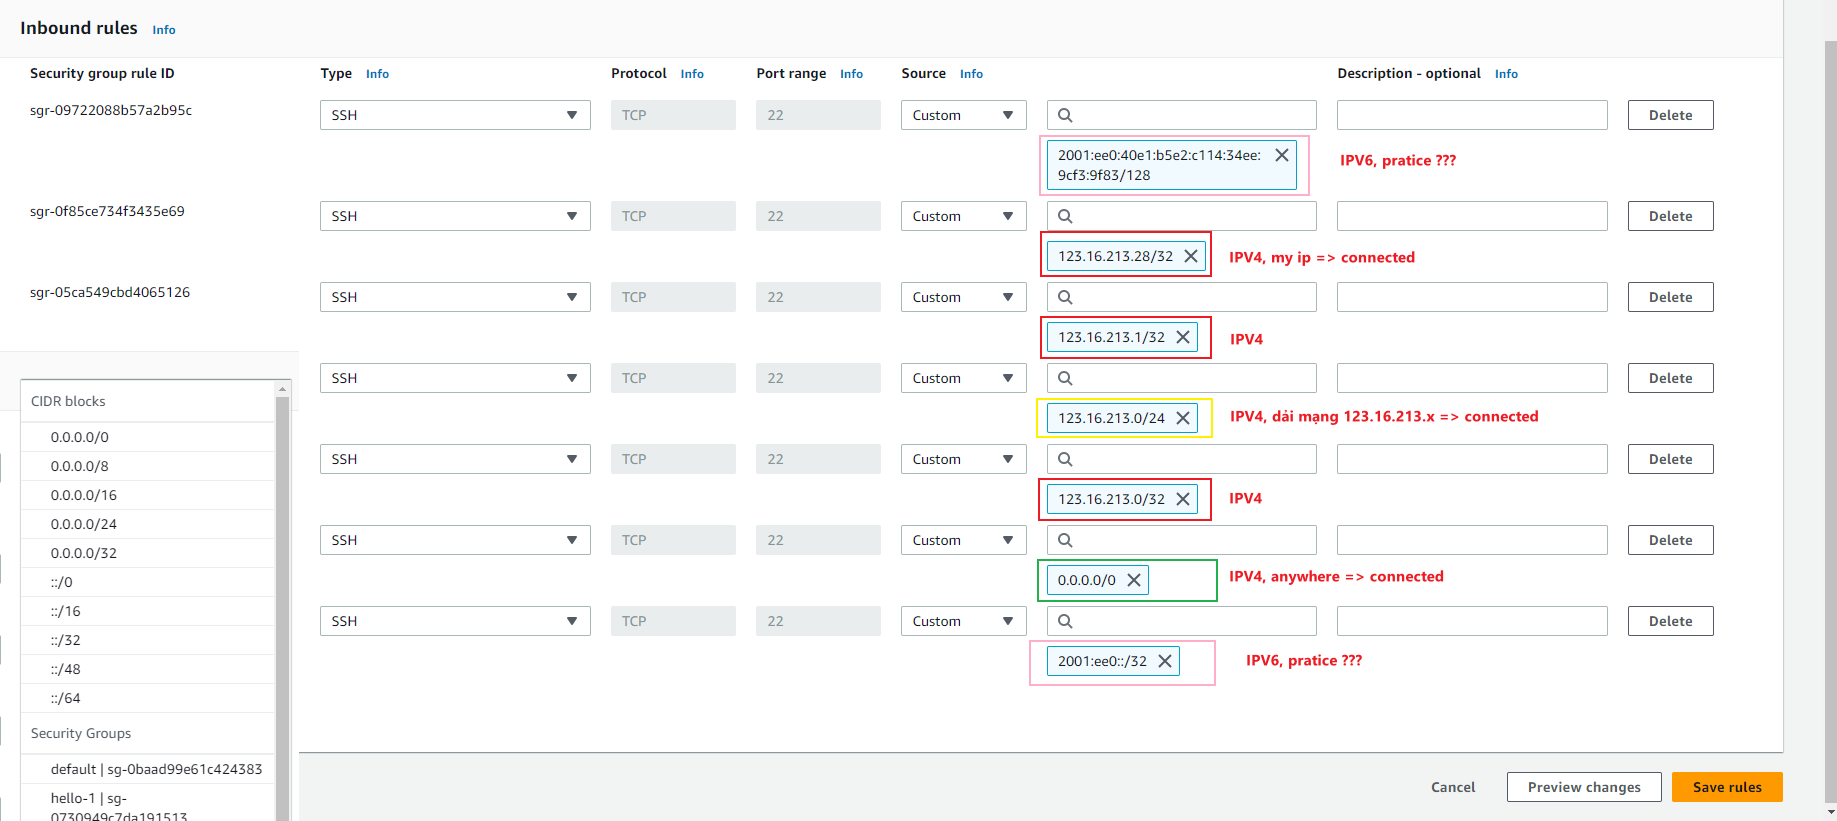 Inbound rules Info
Security group rule ID Type Info Protocol Info Port range Info Source Info Description - optional Info
sgr-09722088b57a2b95c SSH TCP 22 Custom Delete
2001:ee0:40e1:b5e2:c114:34ee:
9cf3:9f83/128
IPV6, pratice ???
sgr-0f85ce734f3435e69 SSH TCP 22 Custom Delete
123.16.213.28/32 IPV4, my ip => connected
sgr-05ca549cbd4065126 SSH TCP 22 Custom Delete
123.16.213.1/32 IPV4
SSH TCP 22 Custom Delete
123.16.213.0/24 IPV4, dải mạng 123.16.213.x => connected
SSH TCP 22 Custom Delete
123.16.213.0/32 IPV4
SSH TCP 22 Custom Delete
0.0.0.0/0 IPV4, anywhere => connected
SSH TCP 22 Custom Delete
2001:ee0::/32 IPV6, pratice ???
CIDR blocks
0.0.0.0/0
0.0.0.0/8
0.0.0.0/16
0.0.0.0/24
0.0.0.0/32
::/0
::/16
::/32
::/48
::/64
Security Groups
default | sg-0baad99e61c424383
hello-1 | sg-
0730949c7da191513
Cancel Preview changes Save rules